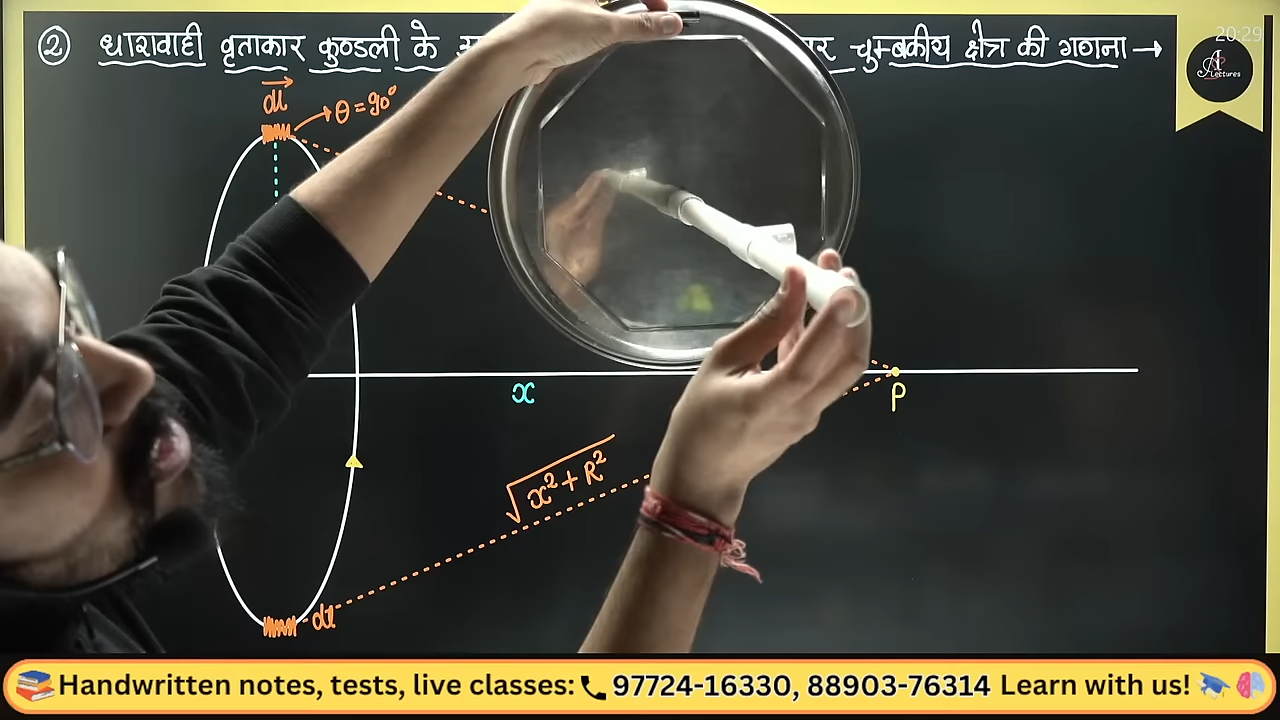 ② धारावाही वृताकार कुण्डली के
चुम्बकीय क्षेत्र की गणना →
20:29
Lectures
dl
θ = 90°
x
P
√x² + R²
dl
Handwritten notes, tests, live classes: 97724-16330, 88903-76314 Learn with us!